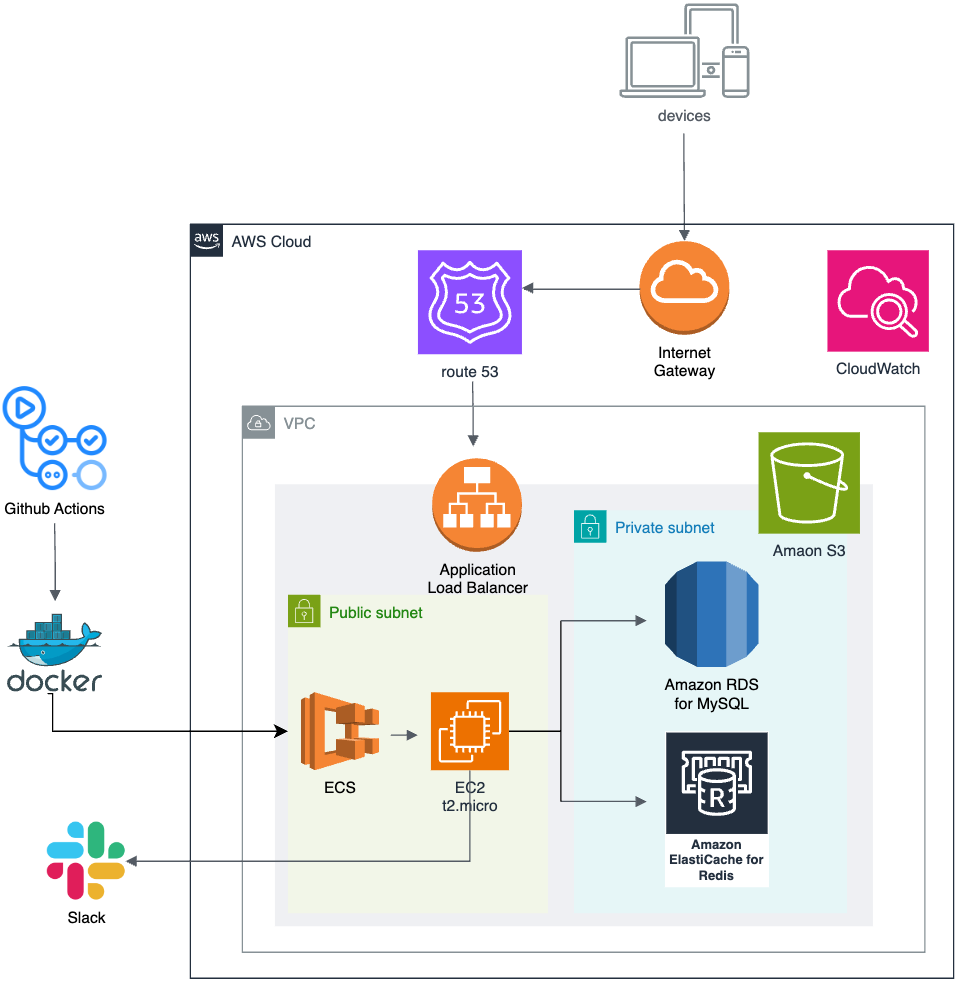 devices
aws
AWS Cloud
53
route 53
Internet
Gateway
CloudWatch
VPC
Github Actions
Application
Load Balancer
Private subnet
Amaon S3
Public subnet
docker
Amazon RDS
for MySQL
ECS
EC2
t2.micro
R
Amazon
ElastiCache for
Redis
Slack